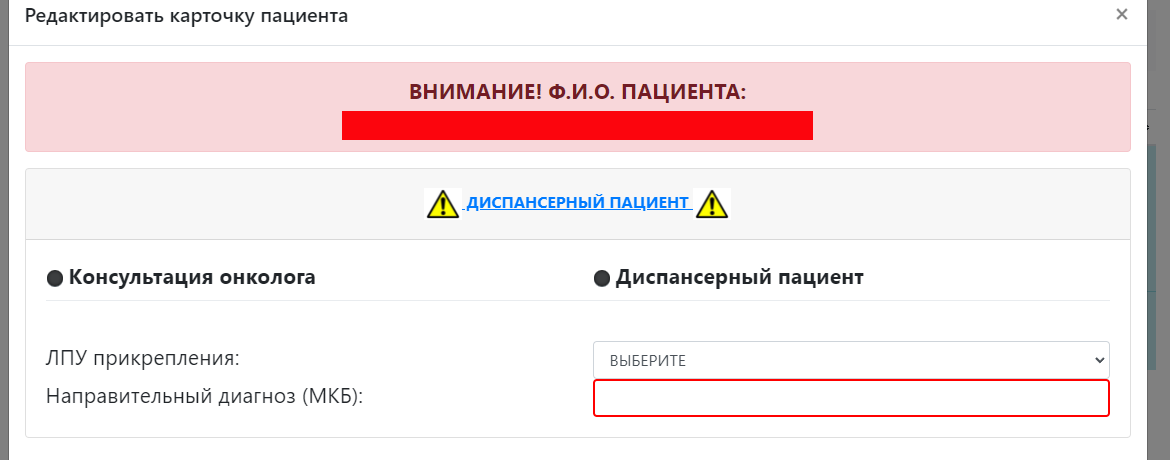 Редактировать карточку пациента ×
ВНИМАНИЕ! Ф.И.О. ПАЦИЕНТА:
ДИСПАНСЕРНЫЙ ПАЦИЕНТ
Консультация онколога Диспансерный пациент
ЛПУ прикрепления: ВЫБЕРИТЕ
Направительный диагноз (МКБ):